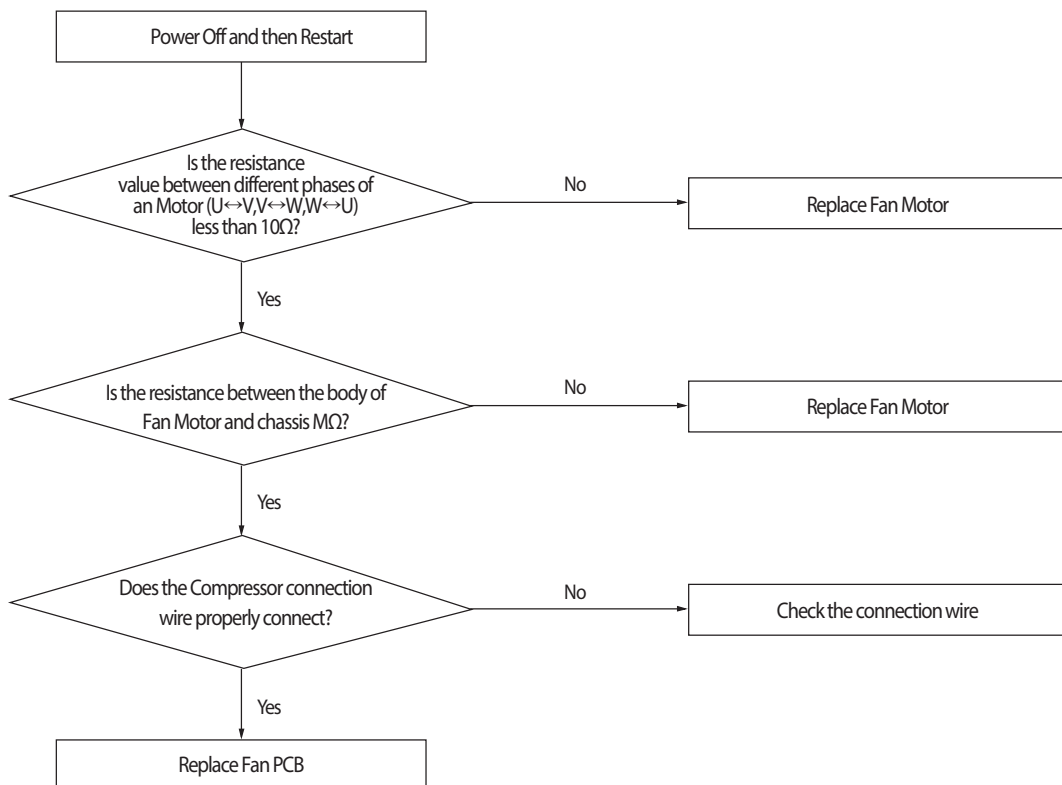 Power Off and then Restart
Is the resistance
value between different phases of
an Motor (U↔V,V↔W,W↔U)
less than 10Ω?
No
Replace Fan Motor
Yes
Is the resistance between the body of
Fan Motor and chassis MΩ?
No
Replace Fan Motor
Yes
Does the Compressor connection
wire properly connect?
No
Check the connection wire
Yes
Replace Fan PCB